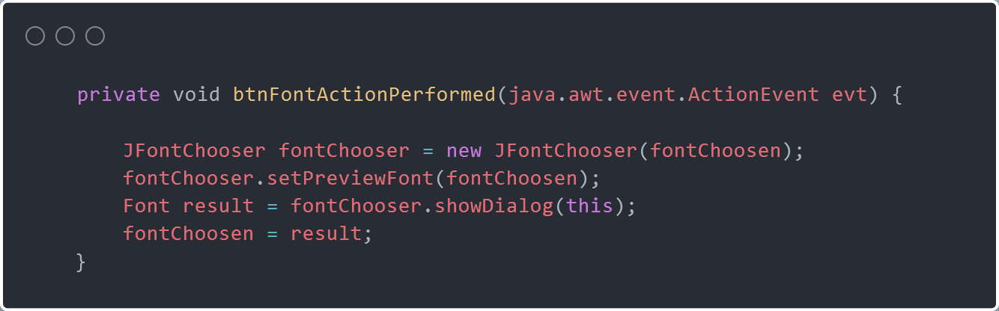 private void btnFontActionPerformed(java.awt.event.ActionEvent evt) {
JFontChooser fontChooser = new JFontChooser(fontChoosen);
fontChooser.setPreviewFont(fontChoosen);
Font result = fontChooser.showDialog(this);
fontChoosen = result;
}